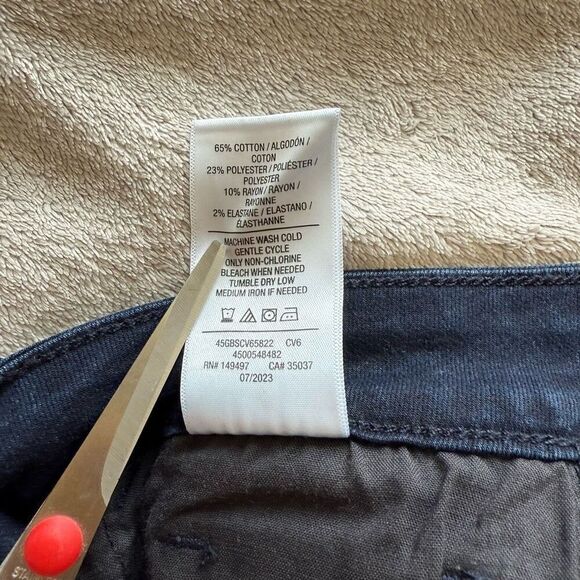 65% COTTON / ALGODÓN /
COTON
23% POLYESTER / POLIÉSTER /
POLYESTER
10% RAYON / RAYON /
RAYONNE
2% ELASTANE / ELASTANO /
ÉLASTHANNE
MACHINE WASH COLD
GENTLE CYCLE
ONLY NON-CHLORINE
BLEACH WHEN NEEDED
TUMBLE DRY LOW
MEDIUM IRON IF NEEDED
45GBSCV65822 CV6
4500548482
RN# 149497 CA# 35037
07/2023